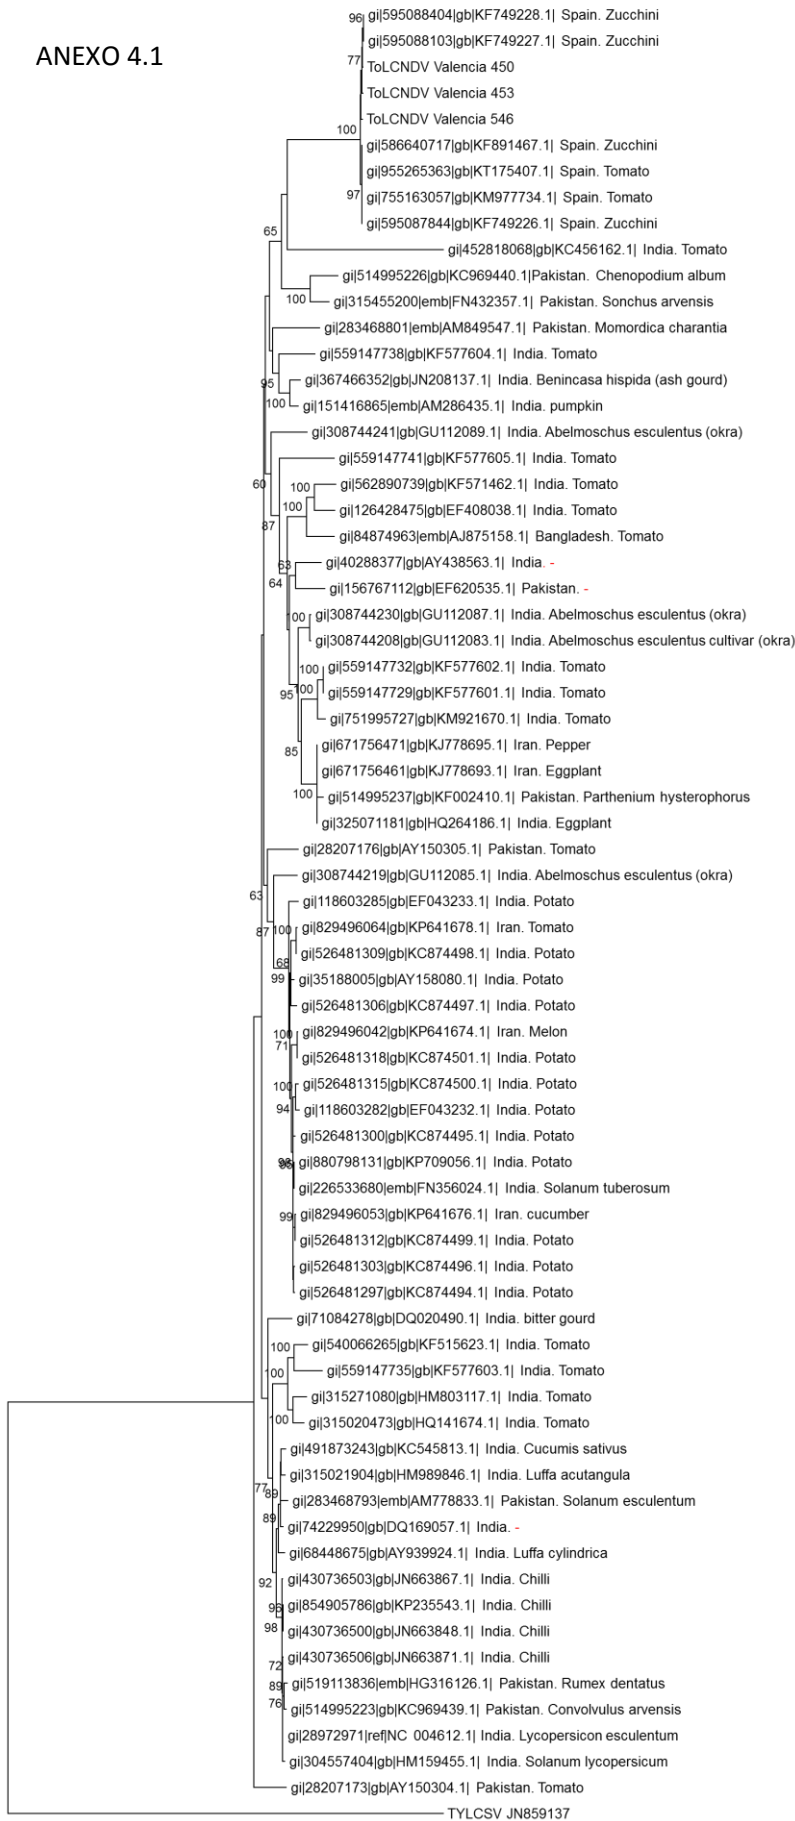 ANEXO 4.1
96
gi|595088404|gb|KF749228.1| Spain. Zucchini
gi|595088103|gb|KF749227.1| Spain. Zucchini
77
ToLCNDV Valencia 450
ToLCNDV Valencia 453
ToLCNDV Valencia 546
100
gi|586640717|gb|KF891467.1| Spain. Zucchini
gi|955265363|gb|KT175407.1| Spain. Tomato
97
gi|755163057|gb|KM977734.1| Spain. Tomato
gi|595087844|gb|KF749226.1| Spain. Zucchini
65
gi|452818068|gb|KC456162.1| India. Tomato
gi|514995226|gb|KC969440.1|Pakistan. Chenopodium album
100
gi|315455200|emb|FN432357.1| Pakistan. Sonchus arvensis
gi|283468801|emb|AM849547.1| Pakistan. Momordica charantia
gi|559147738|gb|KF577604.1| India. Tomato
95
gi|367466352|gb|JN208137.1| India. Benincasa hispida (ash gourd)
100
gi|151416865|emb|AM286435.1| India. pumpkin
gi|308744241|gb|GU112089.1| India. Abelmoschus esculentus (okra)
gi|559147741|gb|KF577605.1| India. Tomato
60
100
gi|562890739|gb|KF571462.1| India. Tomato
100
gi|126428475|gb|EF408038.1| India. Tomato
87
gi|84874963|emb|AJ875158.1| Bangladesh. Tomato
63
gi|40288377|gb|AY438563.1| India. -
64
gi|156767112|gb|EF620535.1| Pakistan. -
100
gi|308744230|gb|GU112087.1| India. Abelmoschus esculentus (okra)
gi|308744208|gb|GU112083.1| India. Abelmoschus esculentus cultivar (okra)
100
gi|559147732|gb|KF577602.1| India. Tomato
95
100
gi|559147729|gb|KF577601.1| India. Tomato
gi|751995727|gb|KM921670.1| India. Tomato
85
gi|671756471|gb|KJ778695.1| Iran. Pepper
gi|671756461|gb|KJ778693.1| Iran. Eggplant
100
gi|514995237|gb|KF002410.1| Pakistan. Parthenium hysterophorus
gi|325071181|gb|HQ264186.1| India. Eggplant
gi|28207176|gb|AY150305.1| Pakistan. Tomato
gi|308744219|gb|GU112085.1| India. Abelmoschus esculentus (okra)
63
gi|118603285|gb|EF043233.1| India. Potato
87
100
gi|829496064|gb|KP641678.1| Iran. Tomato
gi|526481309|gb|KC874498.1| India. Potato
68
99
gi|35188005|gb|AY158080.1| India. Potato
gi|526481306|gb|KC874497.1| India. Potato
100
gi|829496042|gb|KP641674.1| Iran. Melon
71
gi|526481318|gb|KC874501.1| India. Potato
100
gi|526481315|gb|KC874500.1| India. Potato
94
gi|118603282|gb|EF043232.1| India. Potato
gi|526481300|gb|KC874495.1| India. Potato
gi|880798131|gb|KP709056.1| India. Potato
gi|226533680|emb|FN356024.1| India. Solanum tuberosum
99
gi|829496053|gb|KP641676.1| Iran. cucumber
gi|526481312|gb|KC874499.1| India. Potato
gi|526481303|gb|KC874496.1| India. Potato
gi|526481297|gb|KC874494.1| India. Potato
gi|71084278|gb|DQ020490.1| India. bitter gourd
100
gi|540066265|gb|KF515623.1| India. Tomato
100
gi|559147735|gb|KF577603.1| India. Tomato
gi|315271080|gb|HM803117.1| India. Tomato
100
gi|315020473|gb|HQ141674.1| India. Tomato
gi|491873243|gb|KC545813.1| India. Cucumis sativus
gi|315021904|gb|HM989846.1| India. Luffa acutangula
77
89
gi|283468793|emb|AM778833.1| Pakistan. Solanum esculentum
89
gi|74229950|gb|DQ169057.1| India. -
gi|68448675|gb|AY939924.1| India. Luffa cylindrica
92
gi|430736503|gb|JN663867.1| India. Chilli
96
gi|854905786|gb|KP235543.1| India. Chilli
98
gi|430736500|gb|JN663848.1| India. Chilli
gi|430736506|gb|JN663871.1| India. Chilli
72
89
gi|519113836|emb|HG316126.1| Pakistan. Rumex dentatus
76
gi|514995223|gb|KC969439.1| Pakistan. Convolvulus arvensis
gi|28972971|ref|NC 004612.1| India. Lycopersicon esculentum
gi|304557404|gb|HM159455.1| India. Solanum lycopersicum
gi|28207173|gb|AY150304.1| Pakistan. Tomato
TYLCSV JN859137